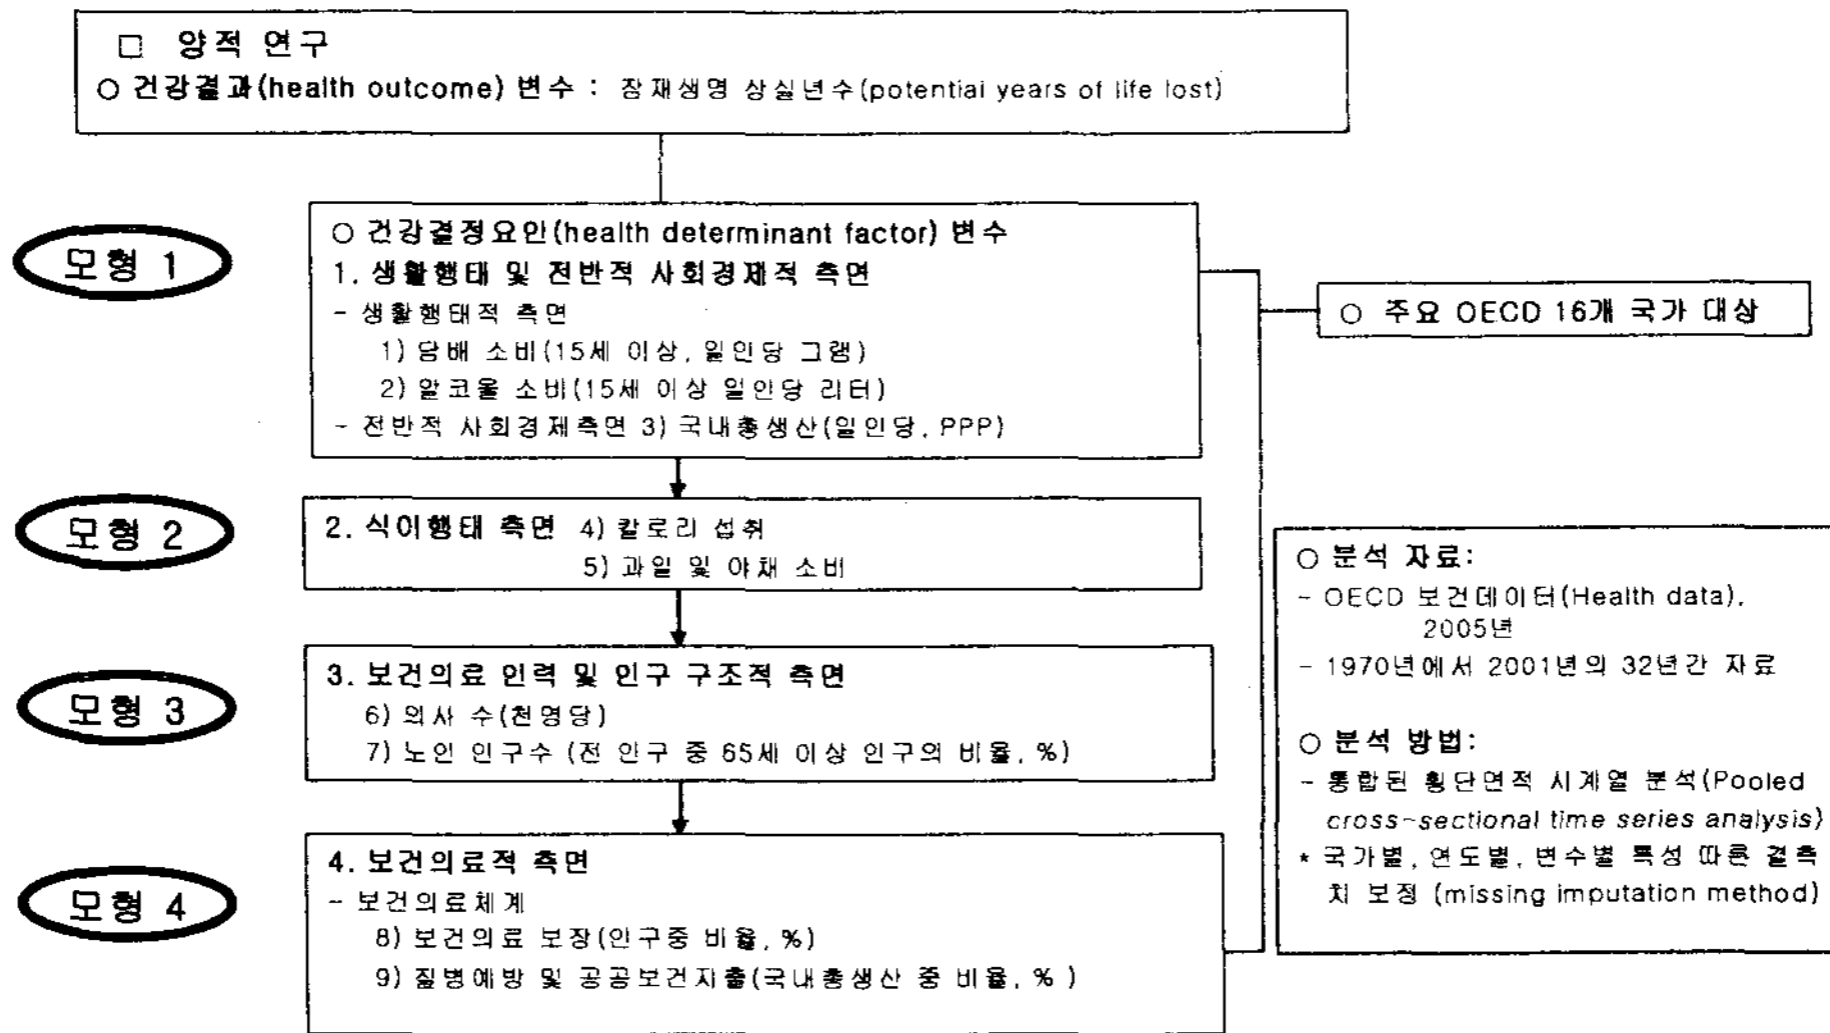 □ 양적 연구
○ 건강결과(health outcome) 변수 : 잠재생명 상실년수(potential years of life lost)
모형 1
○ 건강결정요인(health determinant factor) 변수
1. 생활행태 및 전반적 사회경제적 측면
- 생활행태적 측면
1) 담배 소비(15세 이상, 일인당 그램)
2) 알코올 소비(15세 이상 일인당 리터)
- 전반적 사회경제측면 3) 국내총생산(일인당, PPP)
○ 주요 OECD 16개 국가 대상
모형 2
2. 식이행태 측면 4) 칼로리 섭취
5) 과일 및 야채 소비
모형 3
3. 보건의료 인력 및 인구 구조적 측면
6) 의사 수(천명당)
7) 노인 인구수 (전 인구 중 65세 이상 인구의 비율, %)
모형 4
4. 보건의료적 측면
- 보건의료체계
8) 보건의료 보장(인구중 비율, %)
9) 질병예방 및 공공보건지출(국내총생산 중 비율, % )
○ 분석 자료:
- OECD 보건데이터(Health data),
2005년
- 1970년에서 2001년의 32년간 자료
○ 분석 방법:
- 통합된 횡단면적 시계열 분석(Pooled
cross-sectional time series analysis)
* 국가별, 연도별, 변수별 특성 따른 결측
치 보정 (missing imputation method)